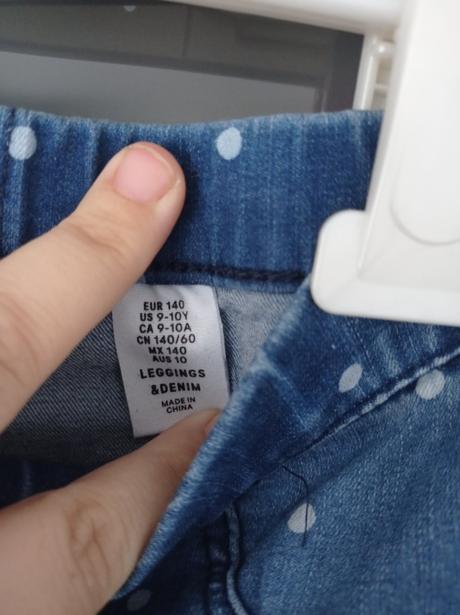 EUR 140
US 9-10Y
CA 9-10A
CN 140/60
MX 140
AUS 10
LEGGINGS
&DENIM
MADE IN
CHINA